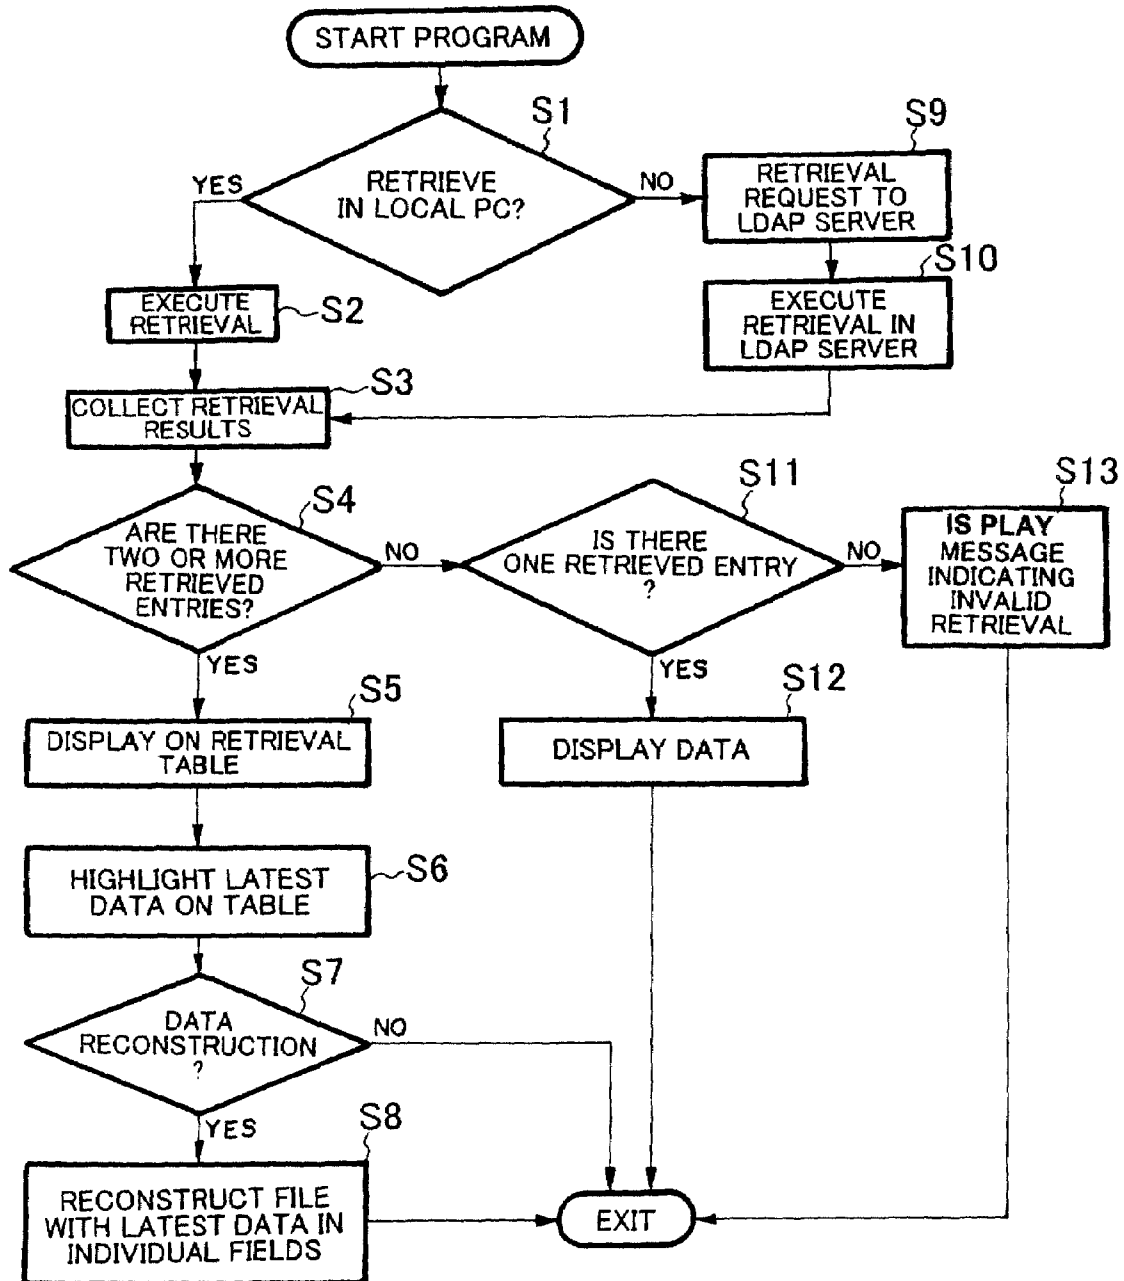 START PROGRAM
S1
RETRIEVE
IN LOCAL PC?
YES
NO
S9
RETRIEVAL
REQUEST TO
LDAP SERVER
S10
EXECUTE
RETRIEVAL IN
LDAP SERVER
EXECUTE
RETRIEVAL
S2
S3
COLLECT RETRIEVAL
RESULTS
S4
ARE THERE
TWO OR MORE
RETRIEVED
ENTRIES?
NO
YES
S11
IS THERE
ONE RETRIEVED ENTRY
?
NO
YES
S13
IS PLAY
MESSAGE
INDICATING
INVALID
RETRIEVAL
S5
DISPLAY ON RETRIEVAL
TABLE
S12
DISPLAY DATA
S6
HIGHLIGHT LATEST
DATA ON TABLE
S7
DATA
RECONSTRUCTION
?
NO
YES
S8
RECONSTRUCT FILE
WITH LATEST DATA IN
INDIVIDUAL FIELDS
EXIT